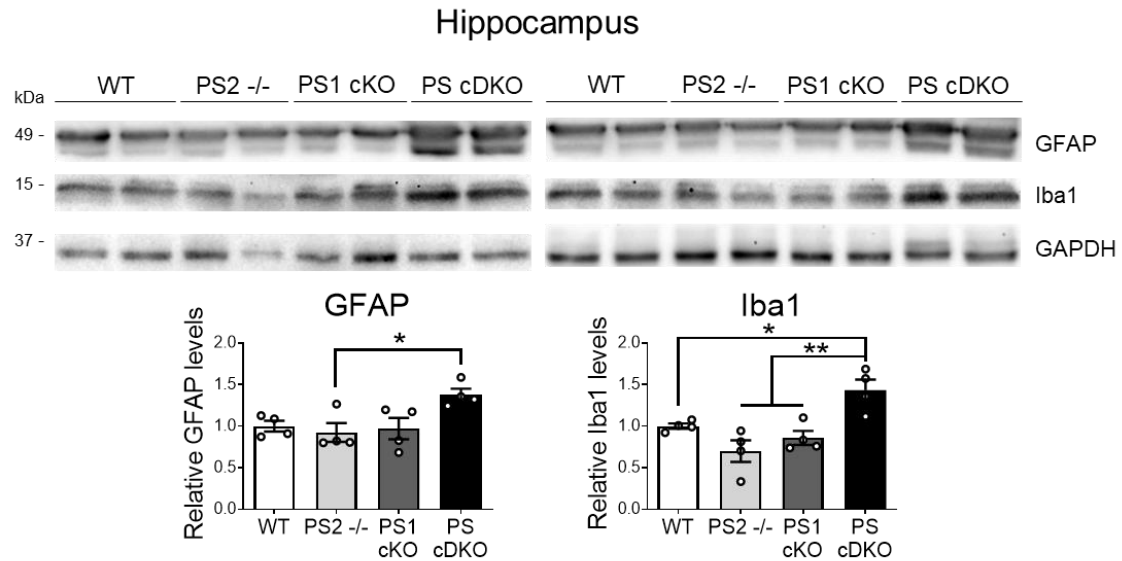 Hippocampus
WT PS2 -/- PS1 cKO PS cDKO WT PS2 -/- PS1 cKO PS cDKO
kDa
49 - GFAP
15 - Iba1
37 - GAPDH
GFAP Iba1
Relative GFAP levels
2.0
1.5
1.0
0.5
0.0
*
WT PS2 -/- PS1 cKO PS cDKO
Relative Iba1 levels
2.0
1.5
1.0
0.5
0.0
*
**
WT PS2 -/- PS1 cKO PS cDKO